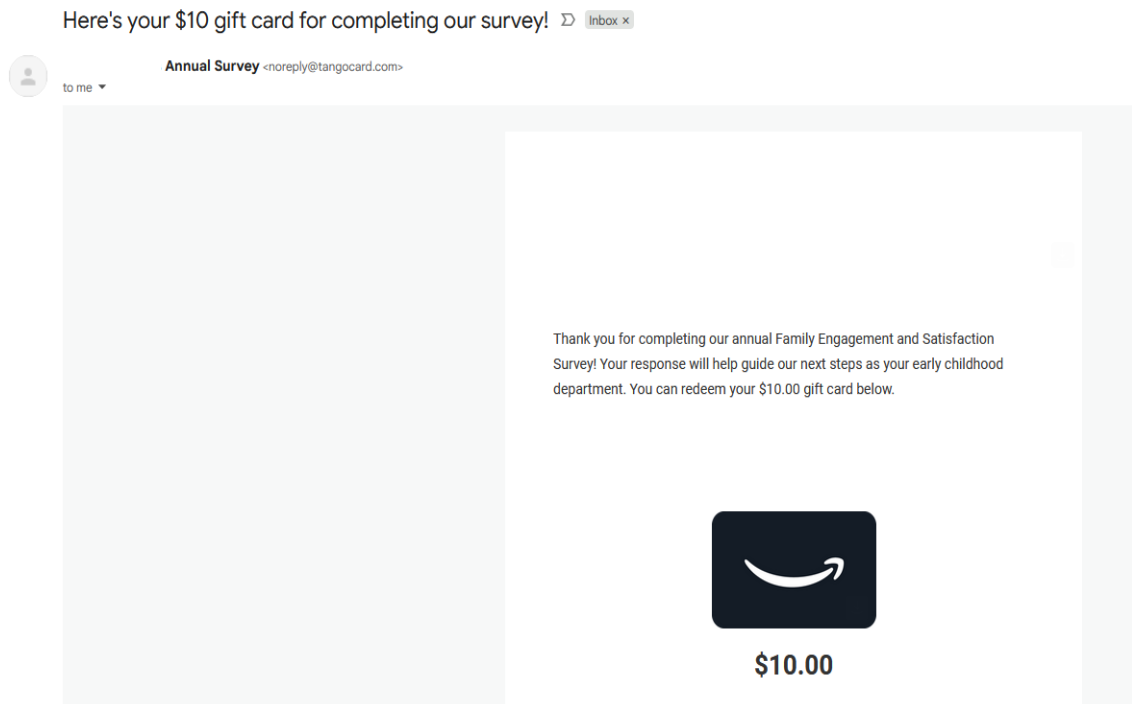 Here's your $10 gift card for completing our survey! Inbox ×
Annual Survey <noreply@tangocard.com>
to me
Thank you for completing our annual Family Engagement and Satisfaction
Survey! Your response will help guide our next steps as your early childhood
department. You can redeem your $10.00 gift card below.
$10.00